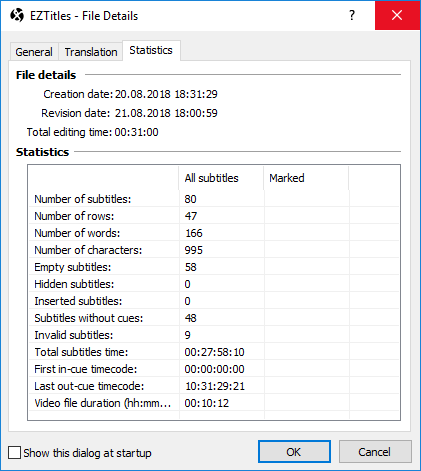 EZTitles - File Details
General Translation Statistics
File details
Creation date: 20.08.2018 18:31:29
Revision date: 21.08.2018 18:00:59
Total editing time: 00:31:00
Statistics
All subtitles Marked
Number of subtitles: 80
Number of rows: 47
Number of words: 166
Number of characters: 995
Empty subtitles: 58
Hidden subtitles: 0
Inserted subtitles: 0
Subtitles without cues: 48
Invalid subtitles: 9
Total subtitles time: 00:27:58:10
First in-cue timecode: 00:00:00:00
Last out-cue timecode: 10:31:29:21
Video file duration (hh:mm... 00:10:12
Show this dialog at startup OK Cancel